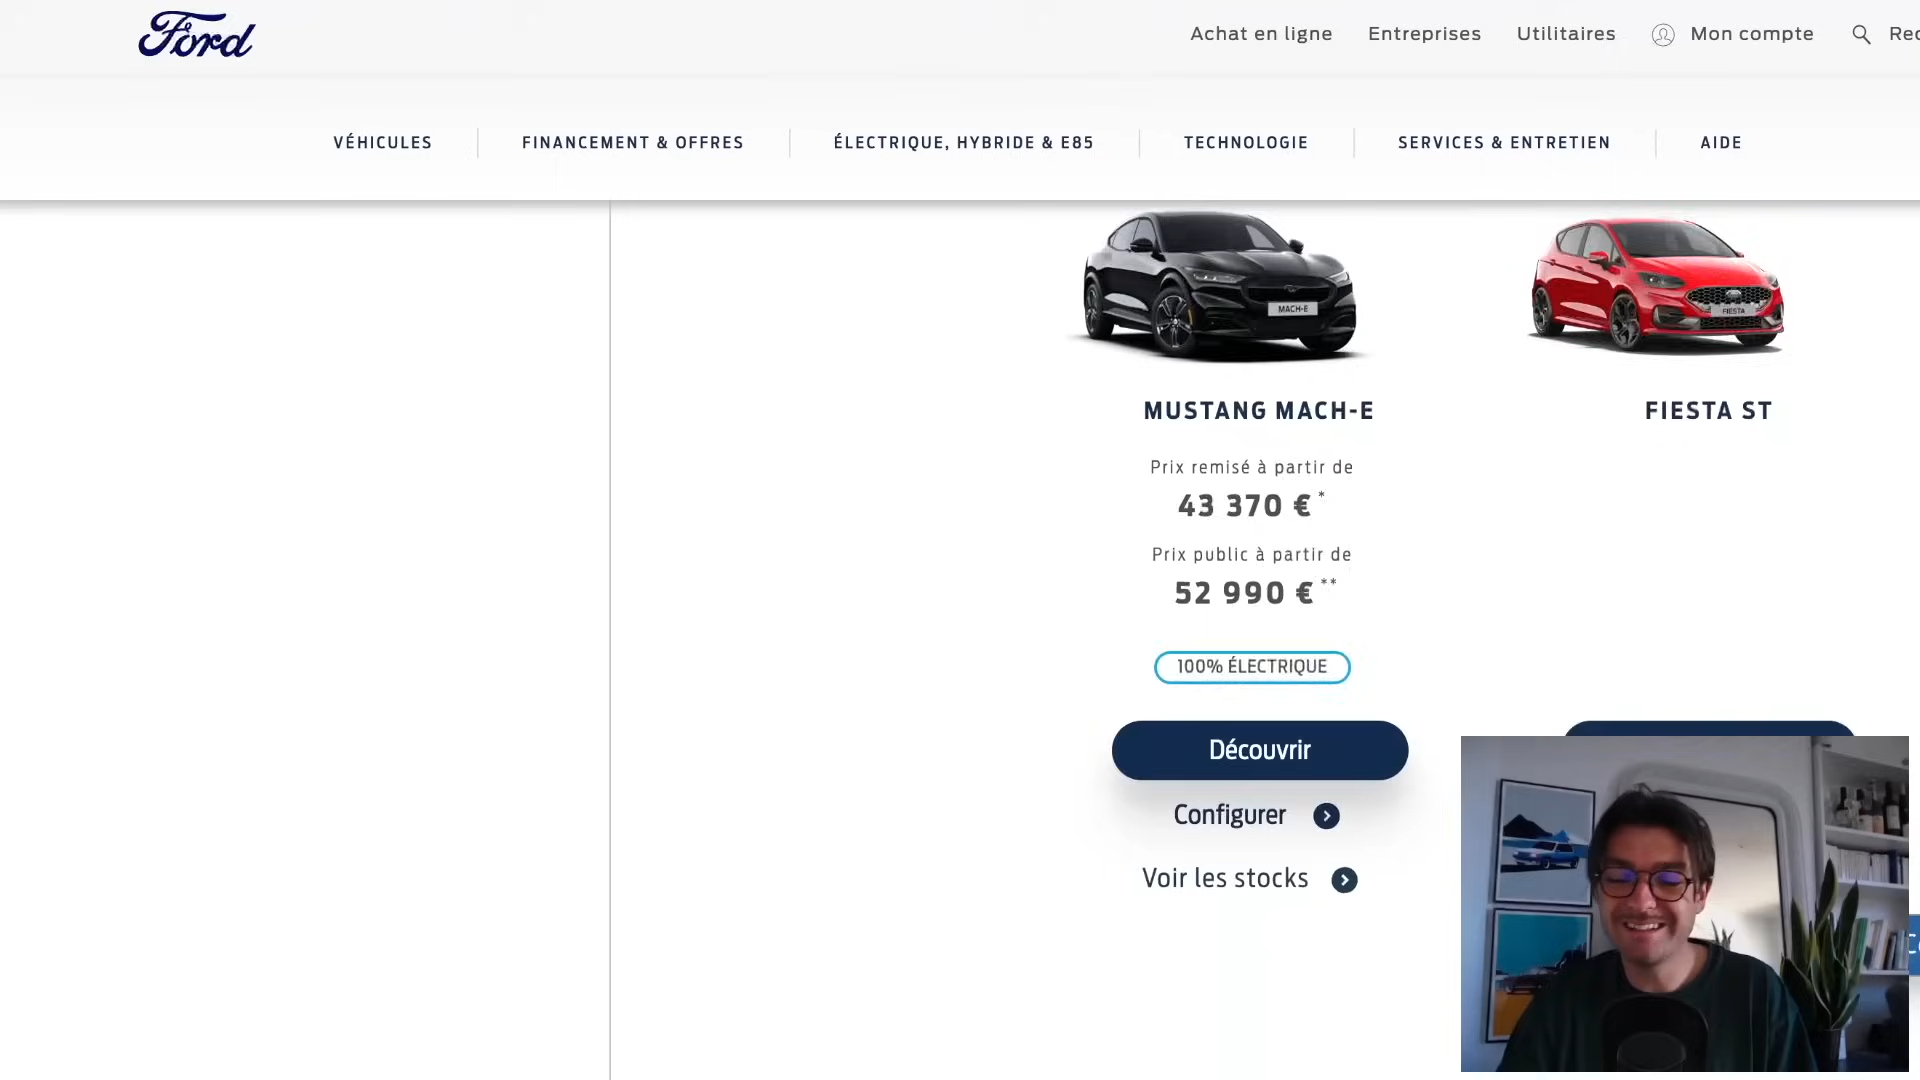 Ford
Achat en ligne
Entreprises
Utilitaires
Mon compte
Rec
VÉHICULES
FINANCEMENT & OFFRES
ÉLECTRIQUE, HYBRIDE & E85
TECHNOLOGIE
SERVICES & ENTRETIEN
AIDE
MACH-E
FIESTA
MUSTANG MACH-E
FIESTA ST
Prix remisé à partir de
43 370 € *
Prix public à partir de
52 990 € **
100% ÉLECTRIQUE
Découvrir
Configurer
Voir les stocks